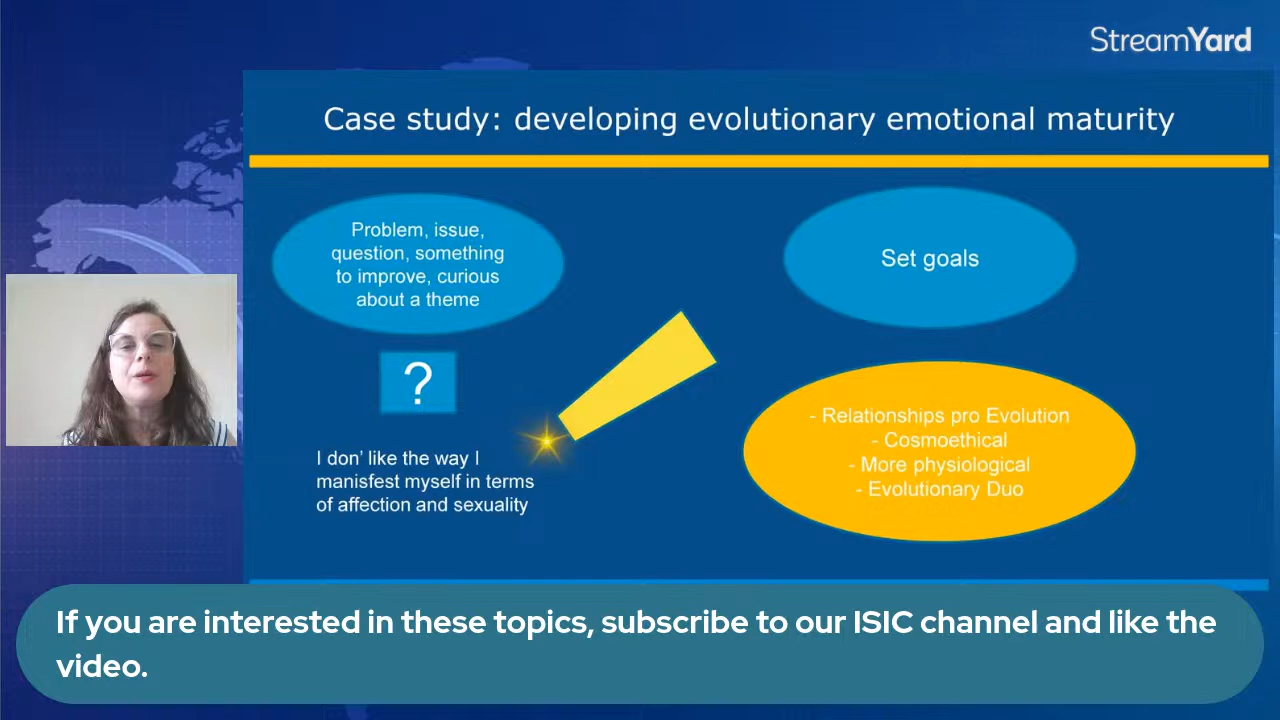 StreamYard
Case study: developing evolutionary emotional maturity
Problem, issue,
question, something
to improve, curious
about a theme
?
I don' like the way I
manisfest myself in terms
of affection and sexuality
Set goals
- Relationships pro Evolution
- Cosmoethical
- More physiological
- Evolutionary Duo
If you are interested in these topics, subscribe to our ISIC channel and like the
video.